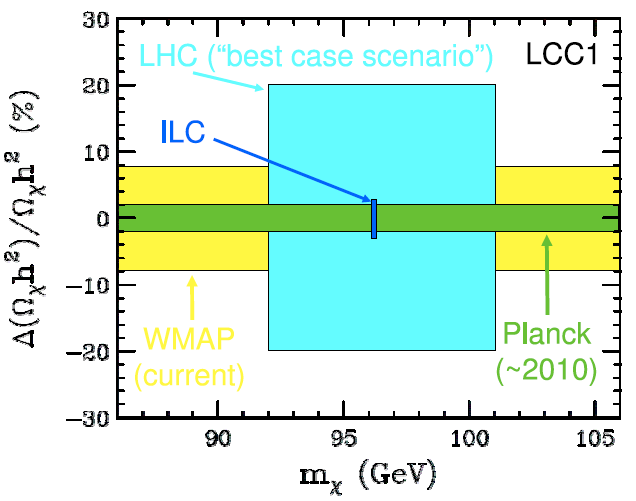 30
20
10
0
−10
−20
−30
Δ(Ωχh²)/Ωχh² (%)
LHC (“best case scenario”)
LCC1
ILC
WMAP
(current)
Planck
(~2010)
90
95
100
105
mχ (GeV)